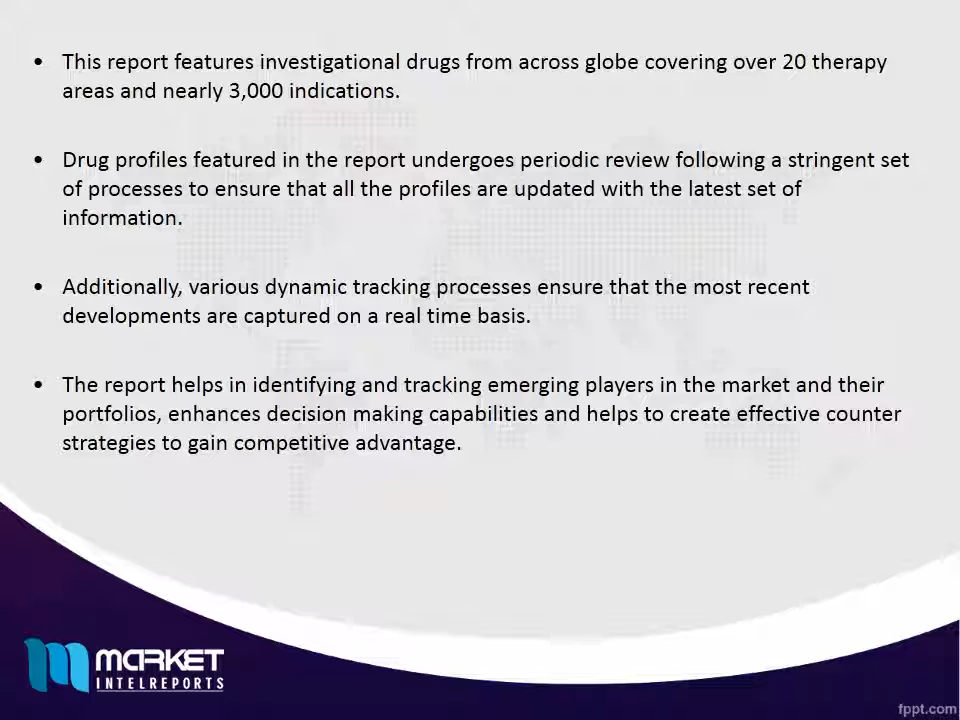 • This report features investigational drugs from across globe covering over 20 therapy
areas and nearly 3,000 indications.
• Drug profiles featured in the report undergoes periodic review following a stringent set
of processes to ensure that all the profiles are updated with the latest set of
information.
• Additionally, various dynamic tracking processes ensure that the most recent
developments are captured on a real time basis.
• The report helps in identifying and tracking emerging players in the market and their
portfolios, enhances decision making capabilities and helps to create effective counter
strategies to gain competitive advantage.
MARKET
INTELREPORTS
fppt.com